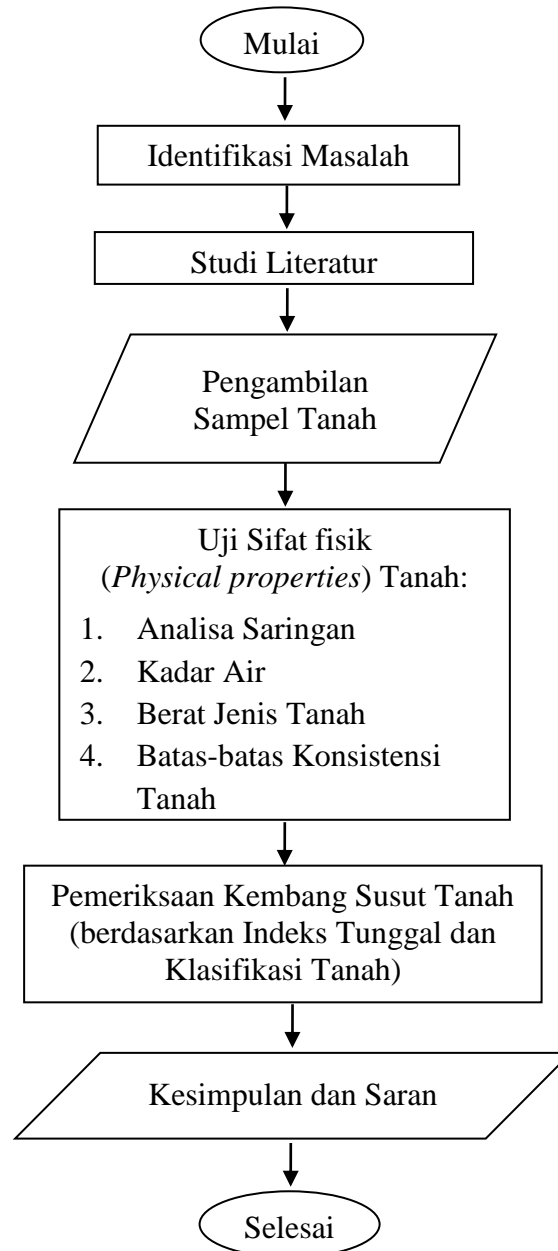 Mulai
Identifikasi Masalah
Studi Literatur
Pengambilan
Sampel Tanah
Uji Sifat fisik
(Physical properties) Tanah:
1. Analisa Saringan
2. Kadar Air
3. Berat Jenis Tanah
4. Batas-batas Konsistensi
Tanah
Pemeriksaan Kembang Susut Tanah
(berdasarkan Indeks Tunggal dan
Klasifikasi Tanah)
Kesimpulan dan Saran
Selesai